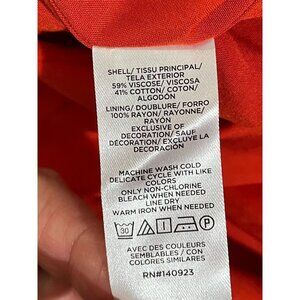 SHELL/ TISSU PRINCIPAL/
TELA EXTERIOR
59% VISCOSE/ VISCOSA
41% COTTON/ COTON/
ALGODÓN
LINING/ DOUBLURE/ FORRO
100% RAYON/ RAYONNE/
RAYÓN
EXCLUSIVE OF
DECORATION/ SAUF
DÉCORATION/ EXCLUYE LA
DECORACIÓN
MACHINE WASH COLD
DELICATE CYCLE WITH LIKE
COLORS
ONLY NON-CHLORINE
BLEACH WHEN NEEDED
LINE DRY
WARM IRON WHEN NEEDED
30
P
AVEC DES COULEURS
SEMBLABLES / CON
COLORES SIMILARES
RN#140923